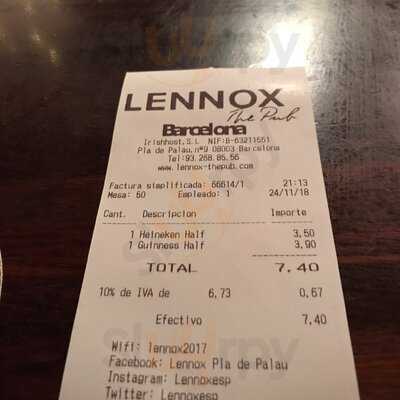 LENNOX
The Pub
Barcelona
Irishhost,S.L NIF:B-63211551
Pla de Palau,nº9 08003 Barcelona
Tel:93.268.85.56
www.lennox-thepub.com
Factura simplificada: 66614/1 21:13
Mesa: 60 Empleado: 1 24/11/18
Cant. Descripcion Importe
1 Heineken Half 3,50
1 Guinness Half 3,90
TOTAL 7,40
10% de IVA de 6,73 0,67
Efectivo 7,40
Wifi: lennox2017
Facebook: Lennox Pla de Palau
Instagram: Lennoxesp
Twitter: Lennoxesp